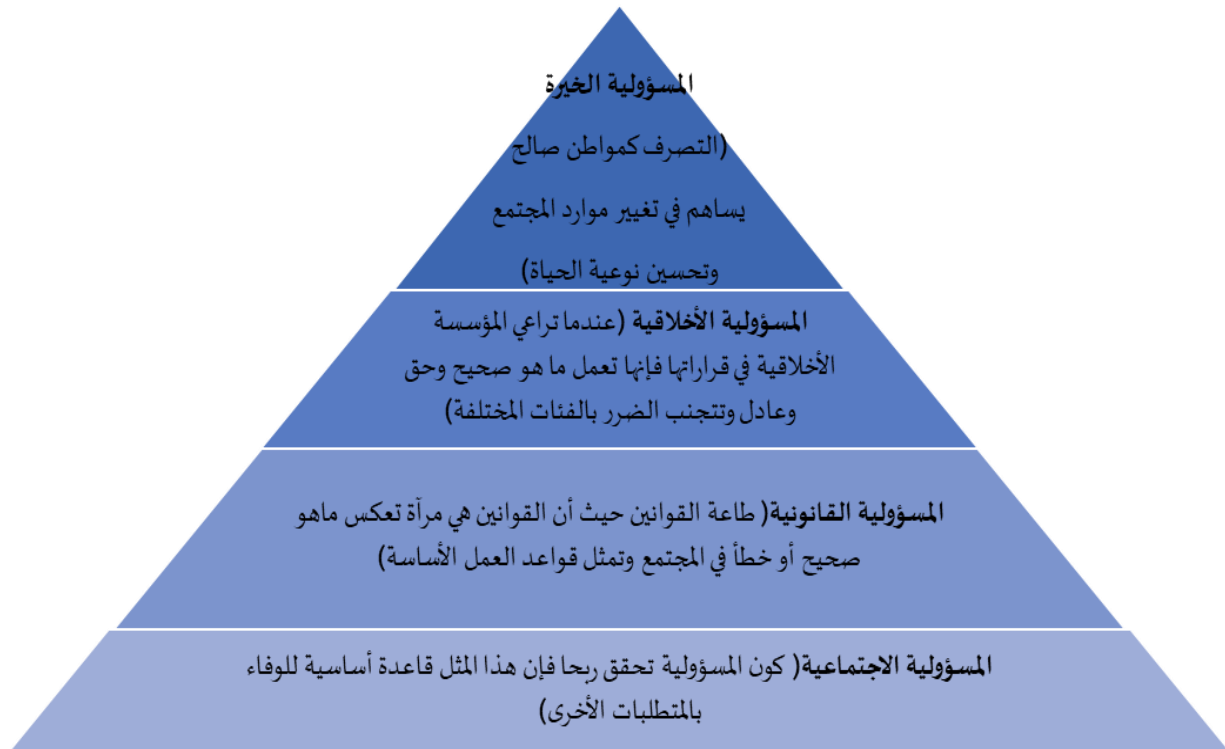 المسؤولية الخيرة
(التصرف كمواطن صالح
يساهم في تغيير موارد المجتمع
وتحسين نوعية الحياة)
المسؤولية الأخلاقية (عندما تراعي المؤسسة
الأخلاقية في قراراتها فإنها تعمل ما هو صحيح وحق
وعادل وتتجنب الضرر بالفئات المختلفة)
المسؤولية القانونية( طاعة القوانين حيث أن القوانين هي مرآة تعكس ماهو
صحيح أو خطأ في المجتمع وتمثل قواعد العمل الأساسة)
المسؤولية الاجتماعية( كون المسؤولية تحقق ربحا فإن هذا المثل قاعدة أساسية للوفاء
بالمتطلبات الأخرى)